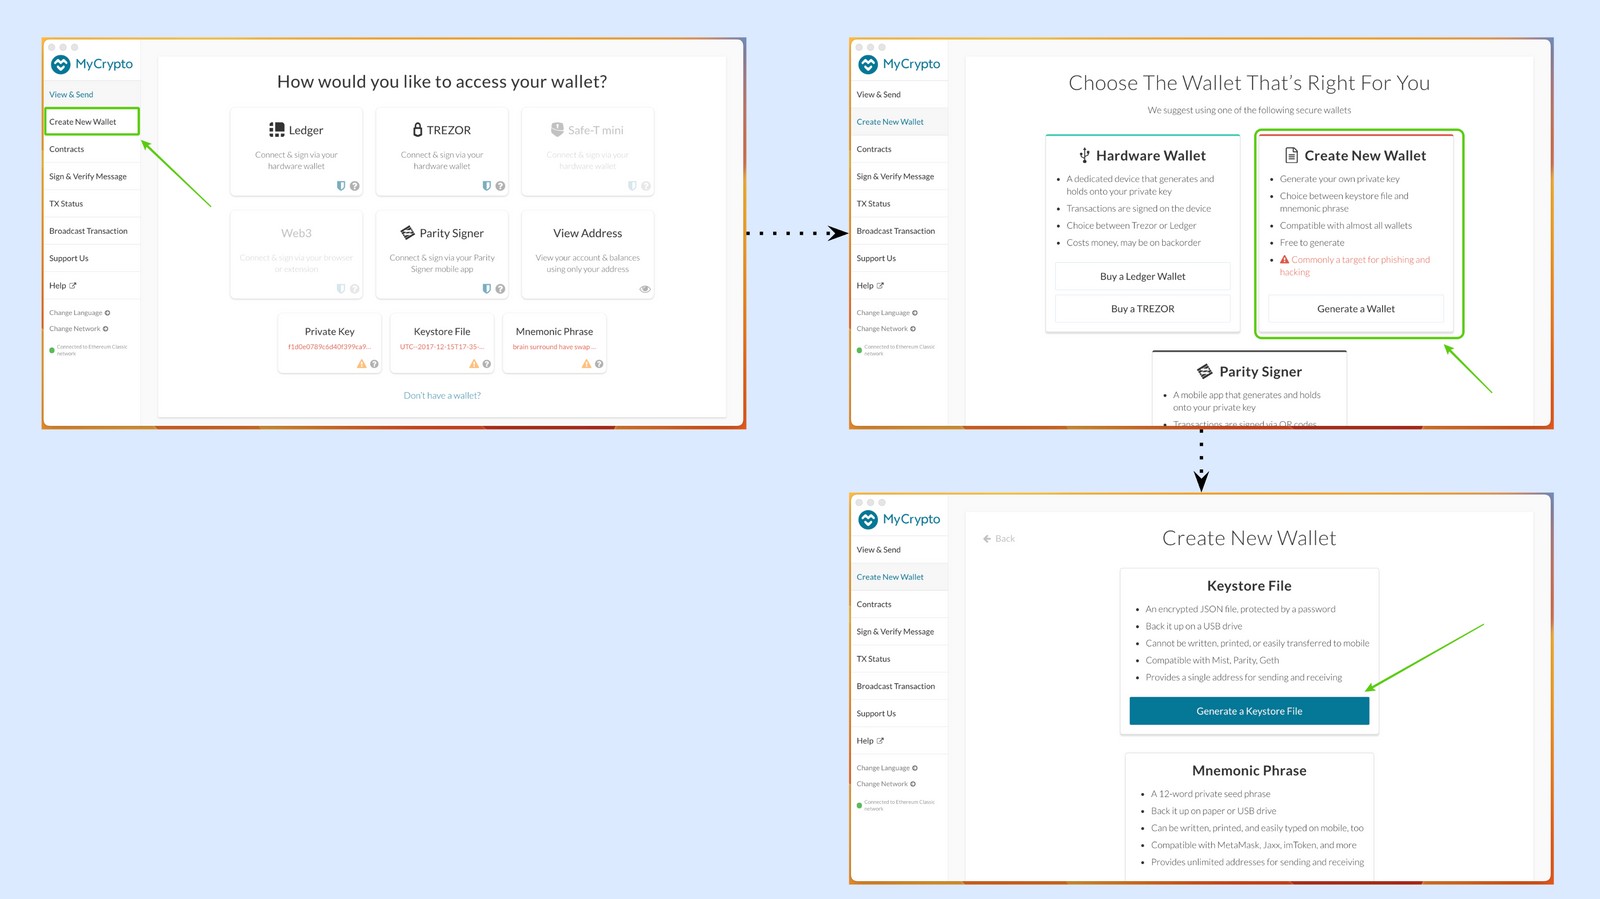 MyCrypto
View & Send
Create New Wallet
Contracts
Sign & Verify Message
TX Status
Broadcast Transaction
Support Us
Help
Change Language
Change Network
Connected to Ethereum Classic
network
How would you like to access your wallet?
Ledger
Connect & sign via your
hardware wallet
TREZOR
Connect & sign via your
hardware wallet
Safe-T mini
Connect & sign via your
hardware wallet
Web3
Connect & sign via your browser
or extension
Parity Signer
Connect & sign via your Parity
Signer mobile app
View Address
View your account & balances
using only your address
Private Key
f1d0e0789c6d40f399ca9...
Keystore File
UTC--2017-12-15T17-35-...
Mnemonic Phrase
brain surround have swap...
Don't have a wallet?
MyCrypto
View & Send
Create New Wallet
Contracts
Sign & Verify Message
TX Status
Broadcast Transaction
Support Us
Help
Change Language
Change Network
Connected to Ethereum Classic
network
Choose The Wallet That's Right For You
We suggest using one of the following secure wallets
Hardware Wallet
• A dedicated device that generates and
holds onto your private key
• Transactions are signed on the device
• Choice between Trezor or Ledger
• Costs money, may be on backorder
Buy a Ledger Wallet
Buy a TREZOR
Create New Wallet
• Generate your own private key
• Choice between keystore file and
mnemonic phrase
• Compatible with almost all wallets
• Free to generate
• Commonly a target for phishing and
hacking
Generate a Wallet
Parity Signer
• A mobile app that generates and holds
onto your private key
• Transactions are signed via QR codes
MyCrypto
View & Send
Create New Wallet
Contracts
Sign & Verify Message
TX Status
Broadcast Transaction
Support Us
Help
Change Language
Change Network
Connected to Ethereum Classic
network
Back
Create New Wallet
Keystore File
• An encrypted JSON file, protected by a password
• Back it up on a USB drive
• Cannot be written, printed, or easily transferred to mobile
• Compatible with Mist, Parity, Geth
• Provides a single address for sending and receiving
Generate a Keystore File
Mnemonic Phrase
• A 12-word private seed phrase
• Back it up on paper or USB drive
• Can be written, printed, and easily typed on mobile, too
• Compatible with MetaMask, Jaxx, imToken, and more
• Provides unlimited addresses for sending and receiving